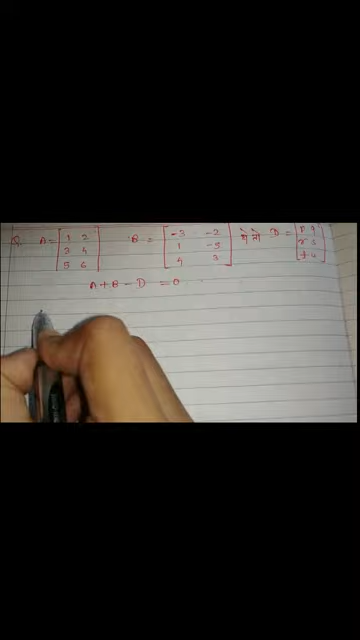 Q. A = [1 2 B = [-3 -2 D = [p q
3 4 1 -5 r s
5 6] 4 3] t u]
A + B - D = 0